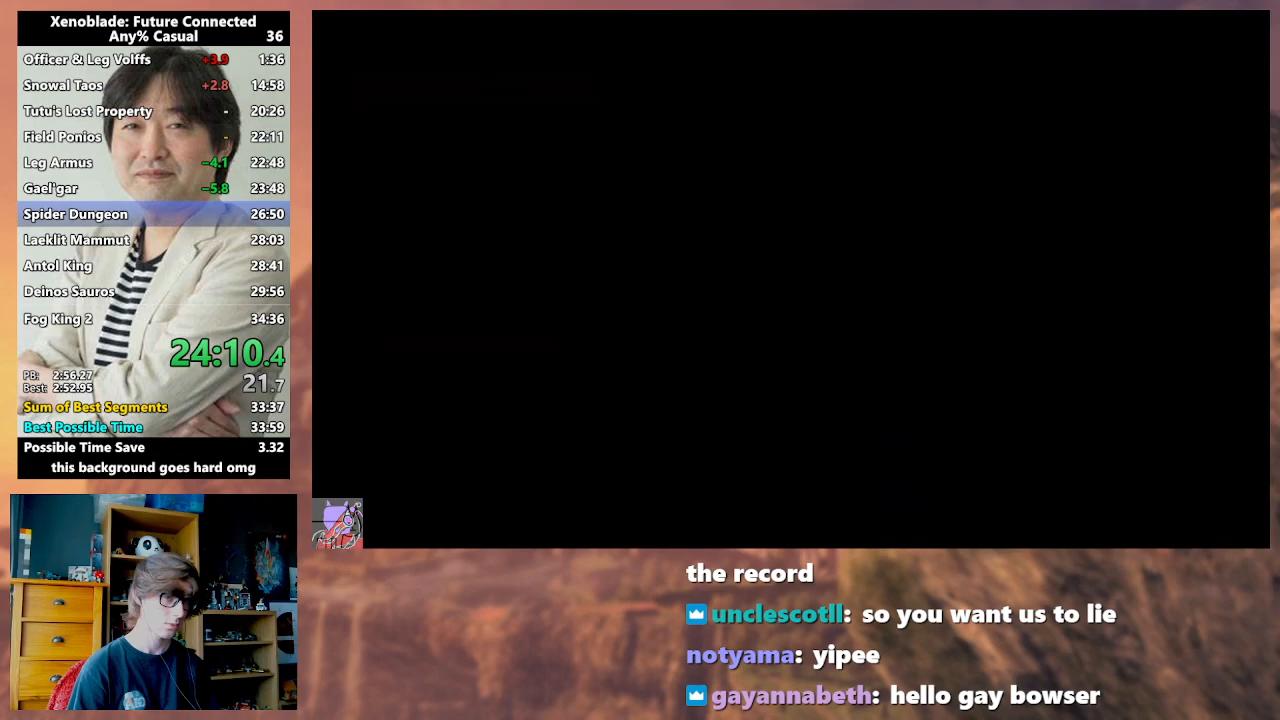 Xenoblade: Future Connected
Any% Casual 36
Officer & Leg Volffs +3.9 1:36
Snowal Taos +2.8 14:58
Tutu's Lost Property - 20:26
Field Ponios - 22:11
Leg Armus −4.1 22:48
Gael'gar −5.8 23:48
Spider Dungeon 26:50
Laeklit Mammut 28:03
Antol King 28:41
Deinos Sauros 29:56
Fog King 2 34:36
24:10.4
PB: 2:56.27
Best: 2:52.95
21.7
Sum of Best Segments 33:37
Best Possible Time 33:59
Possible Time Save 3.32
this background goes hard omg
the record
unclescotll: so you want us to lie
notyama: yipee
gayannabeth: hello gay bowser